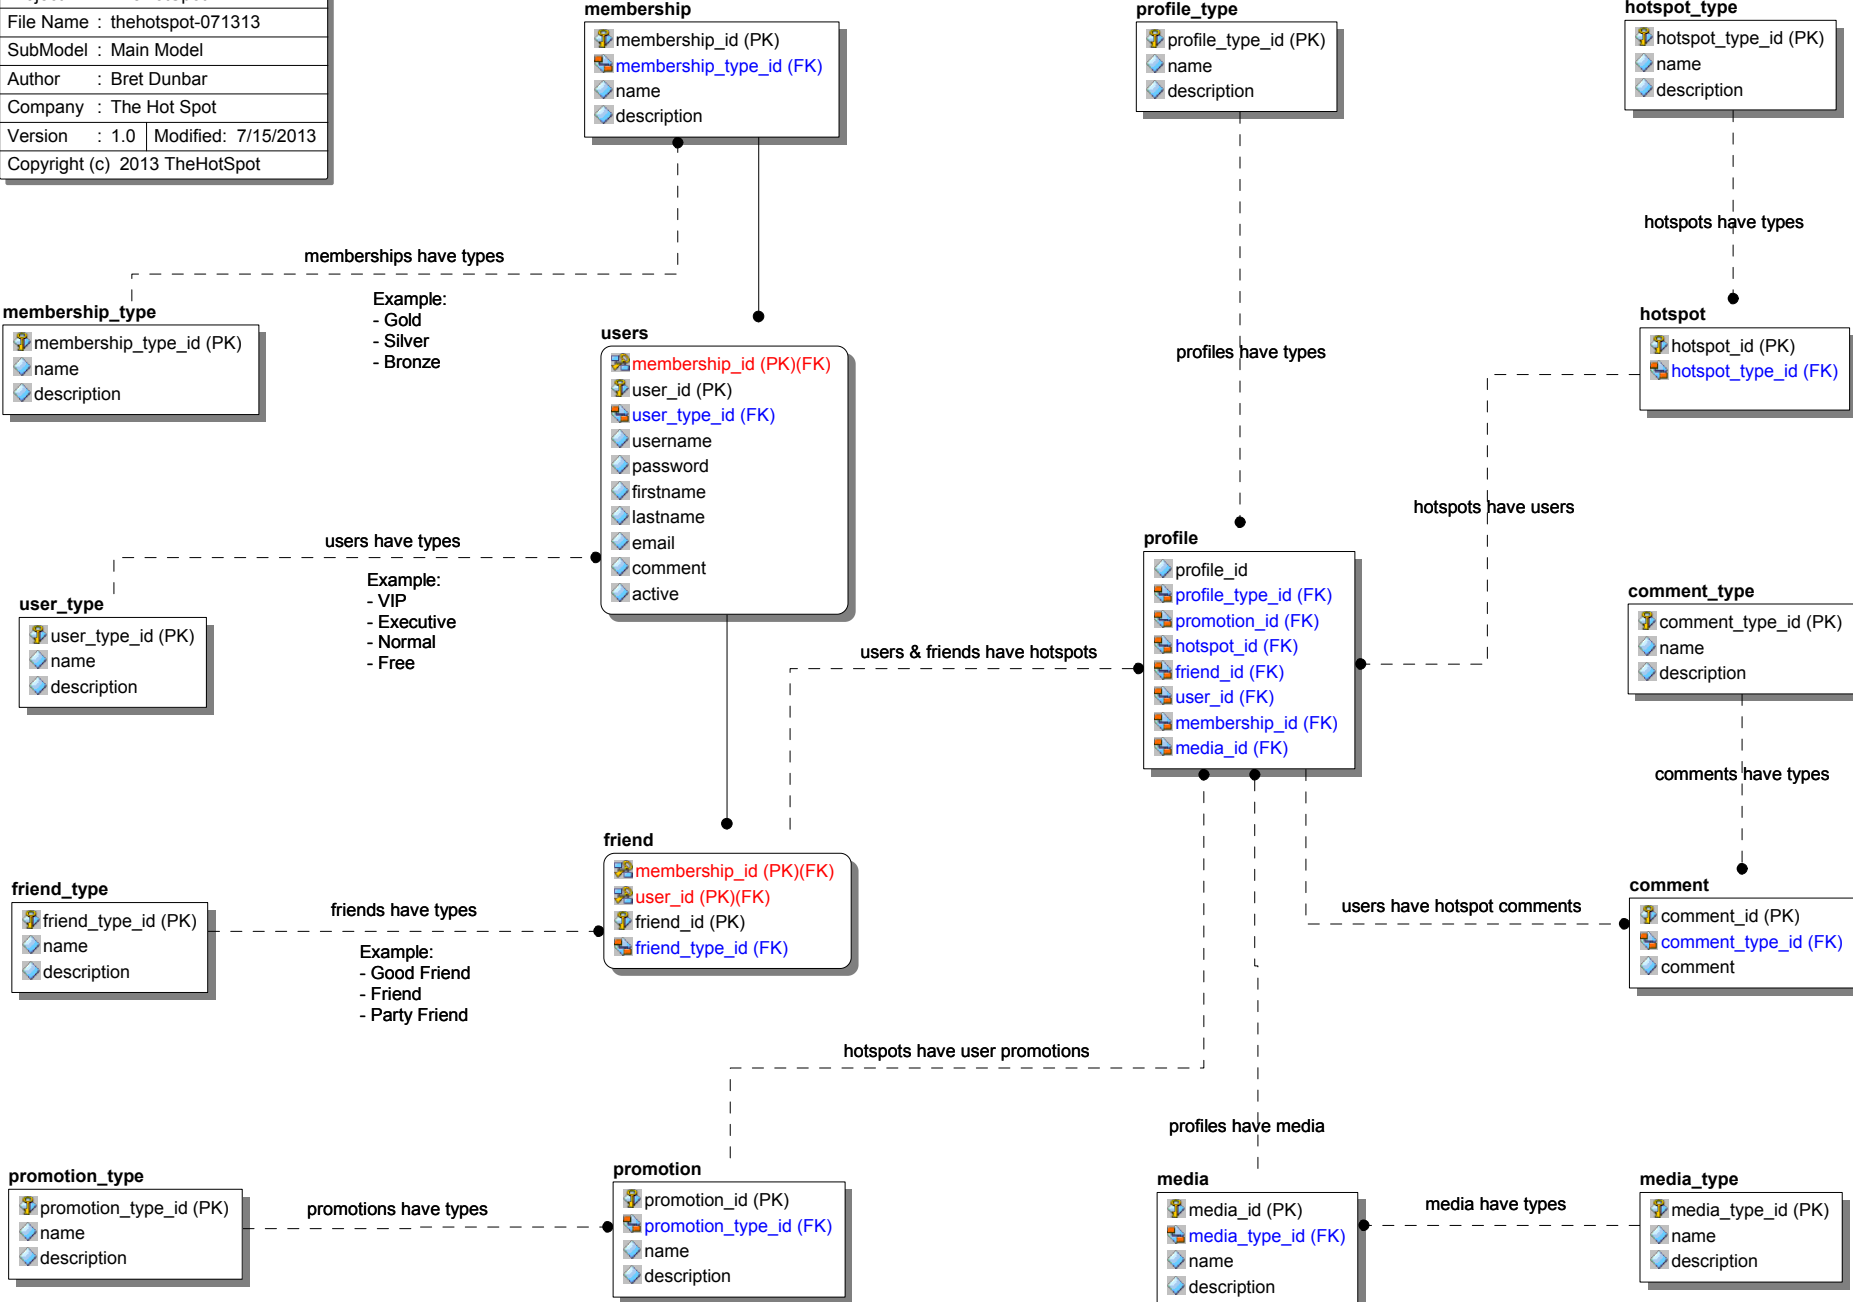 File Name : thehotspot-071313
SubModel : Main Model
Author : Bret Dunbar
Company : The Hot Spot
Version : 1.0 Modified: 7/15/2013
Copyright (c) 2013 TheHotSpot
membership
membership_id (PK)
membership_type_id (FK)
name
description
profile_type
profile_type_id (PK)
name
description
hotspot_type
hotspot_type_id (PK)
name
description
hotspots have types
memberships have types
Example:
- Gold
- Silver
- Bronze
membership_type
membership_type_id (PK)
name
description
users
membership_id (PK)(FK)
user_id (PK)
user_type_id (FK)
username
password
firstname
lastname
email
comment
active
profiles have types
hotspot
hotspot_id (PK)
hotspot_type_id (FK)
hotspots have users
users have types
Example:
- VIP
- Executive
- Normal
- Free
user_type
user_type_id (PK)
name
description
profile
profile_id
profile_type_id (FK)
promotion_id (FK)
hotspot_id (FK)
friend_id (FK)
user_id (FK)
membership_id (FK)
media_id (FK)
users & friends have hotspots
comment_type
comment_type_id (PK)
name
description
comments have types
friend
membership_id (PK)(FK)
user_id (PK)(FK)
friend_id (PK)
friend_type_id (FK)
friend_type
friend_type_id (PK)
name
description
friends have types
Example:
- Good Friend
- Friend
- Party Friend
users have hotspot comments
comment
comment_id (PK)
comment_type_id (FK)
comment
hotspots have user promotions
profiles have media
promotion_type
promotion_type_id (PK)
name
description
promotions have types
promotion
promotion_id (PK)
promotion_type_id (FK)
name
description
media
media_id (PK)
media_type_id (FK)
name
description
media have types
media_type
media_type_id (PK)
name
description